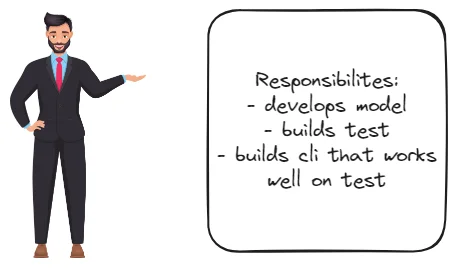 Responsibilites:
- develops model
- builds test
- builds cli that works
well on test